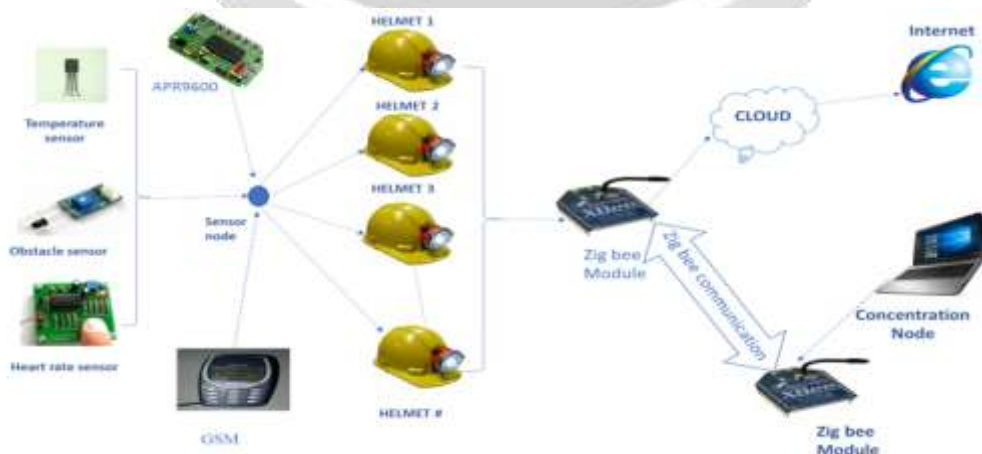 HELMET 1
Internet
APR9600
Temperature
sensor
HELMET 2
CLOUD
HELMET 3
Sensor
node
Obstacle sensor
Zig bee
Module
Zig bee communication
Concentration
Node
Heart rate sensor
HELMET #
GSM
Zig bee
Module